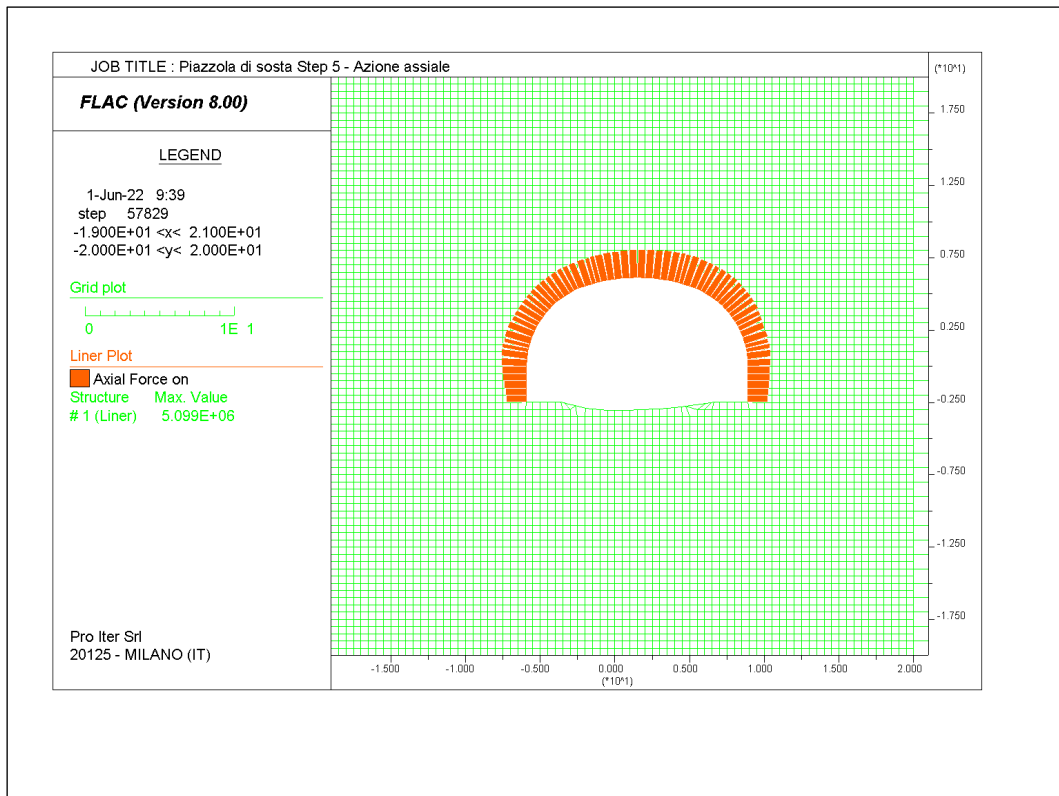 JOB TITLE : Piazzola di sosta Step 5 - Azione assiale
FLAC (Version 8.00)
LEGEND
1-Jun-22 9:39
step 57829
-1.900E+01 <x< 2.100E+01
-2.000E+01 <y< 2.000E+01
Grid plot
0 1E 1
Liner Plot
Axial Force on
Structure Max. Value
# 1 (Liner) 5.099E+06
Pro Iter Srl
20125 - MILANO (IT)
(*10^1)
1.750
1.250
0.750
0.250
-0.250
-0.750
-1.250
-1.750
-1.500 -1.000 -0.500 0.000 0.500 1.000 1.500 2.000
(*10^1)